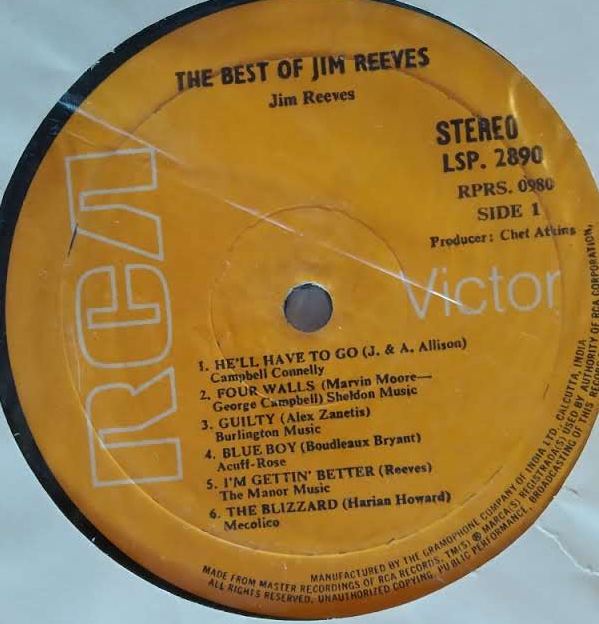 THE BEST OF JIM REEVES
Jim Reeves
STEREO
LSP. 2890
RPRS. 0980
SIDE 1
Producer: Chet Atkins
RCA
Victor
1. HE'LL HAVE TO GO (J. & A. Allison)
Campbell Connelly
2. FOUR WALLS (Marvin Moore—
George Campbell) Sheldon Music
3. GUILTY (Alex Zanetis)
Burlington Music
4. BLUE BOY (Boudleaux Bryant)
Acuff-Rose
5. I'M GETTIN' BETTER (Reeves)
The Manor Music
6. THE BLIZZARD (Harian Howard)
Mecolico
MANUFACTURED BY THE GRAMOPHONE COMPANY OF INDIA LTD, CALCUTTA, INDIA
MADE FROM MASTER RECORDINGS OF RCA RECORDS, TM(S) ® MARCA(S) REGISTRADA(S) USED BY AUTHORITY OF RCA CORPORATION,
ALL RIGHTS RESERVED. UNAUTHORIZED COPYING, PUBLIC PERFORMANCE, BROADCASTING OF THIS